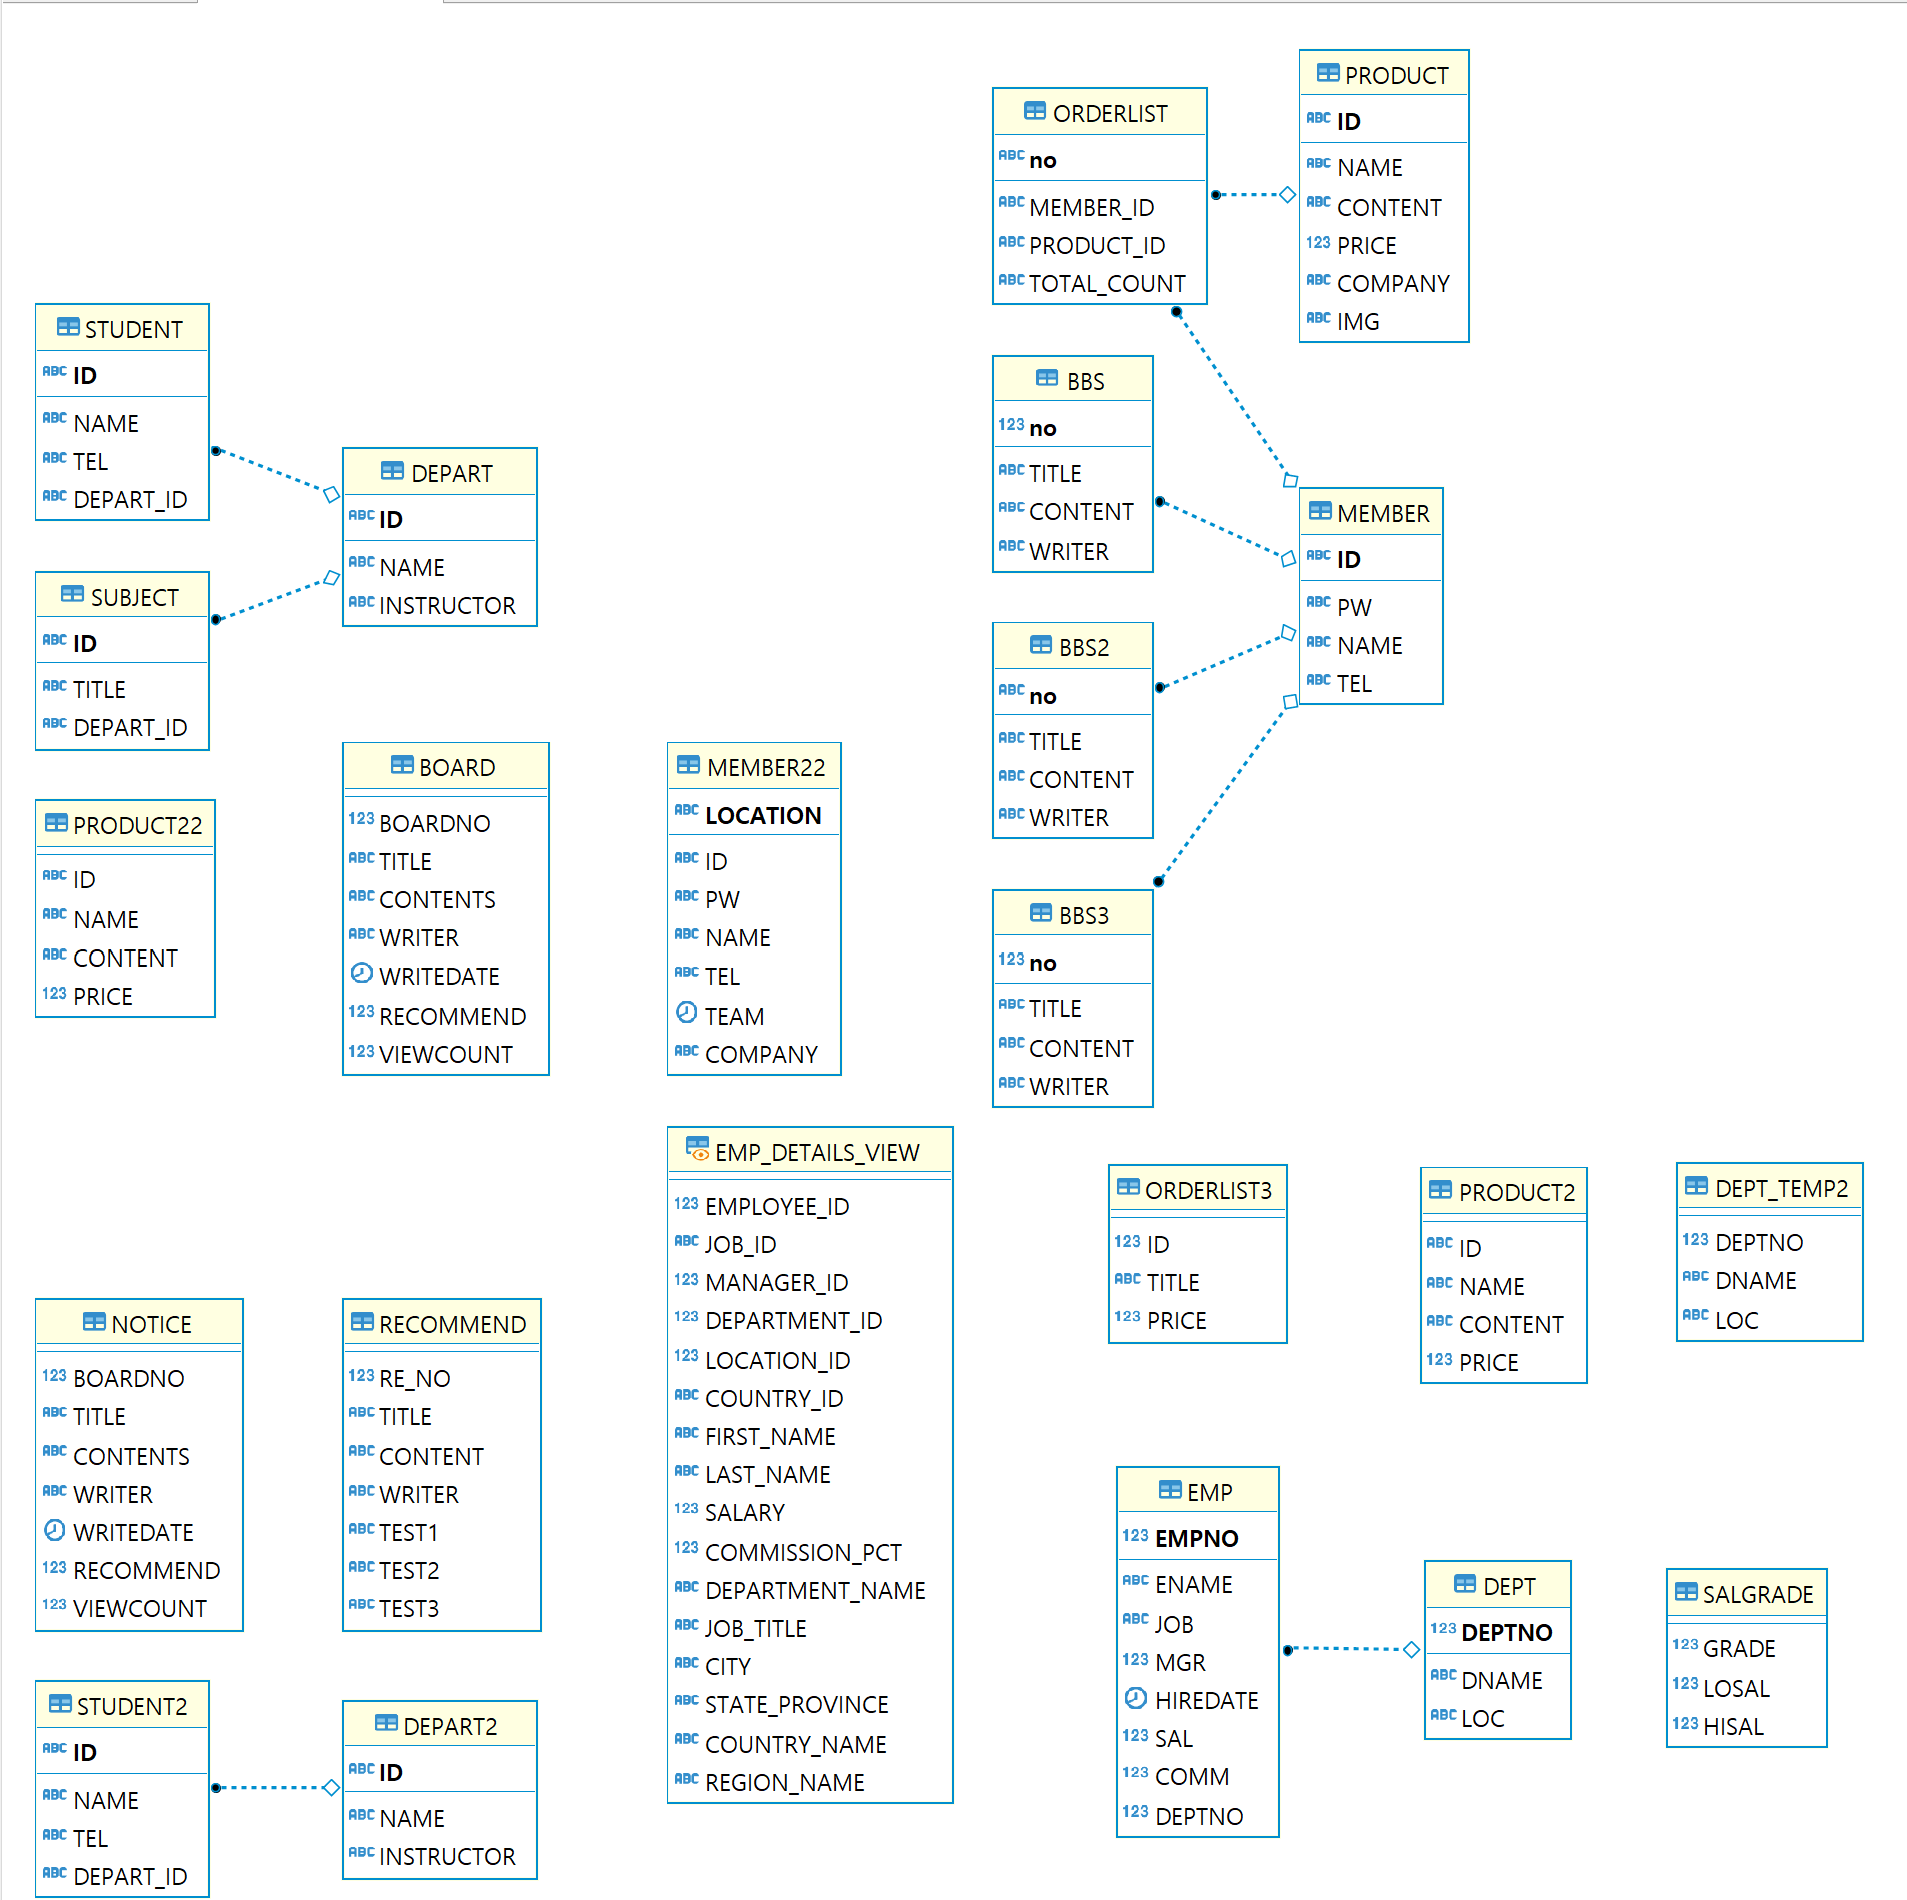 PRODUCT
ABC ID
ABC NAME
ABC CONTENT
123 PRICE
ABC COMPANY
ABC IMG
ORDERLIST
ABC no
ABC MEMBER_ID
ABC PRODUCT_ID
ABC TOTAL_COUNT
STUDENT
ABC ID
ABC NAME
ABC TEL
ABC DEPART_ID
DEPART
ABC ID
ABC NAME
ABC INSTRUCTOR
BBS
123 no
ABC TITLE
ABC CONTENT
ABC WRITER
MEMBER
ABC ID
ABC PW
ABC NAME
ABC TEL
SUBJECT
ABC ID
ABC TITLE
ABC DEPART_ID
BBS2
ABC no
ABC TITLE
ABC CONTENT
ABC WRITER
PRODUCT22
ABC ID
ABC NAME
ABC CONTENT
123 PRICE
BOARD
123 BOARDNO
ABC TITLE
ABC CONTENTS
ABC WRITER
WRITEDATE
123 RECOMMEND
123 VIEWCOUNT
MEMBER22
ABC LOCATION
ABC ID
ABC PW
ABC NAME
ABC TEL
TEAM
ABC COMPANY
BBS3
123 no
ABC TITLE
ABC CONTENT
ABC WRITER
EMP_DETAILS_VIEW
123 EMPLOYEE_ID
ABC JOB_ID
123 MANAGER_ID
123 DEPARTMENT_ID
123 LOCATION_ID
ABC COUNTRY_ID
ABC FIRST_NAME
ABC LAST_NAME
123 SALARY
123 COMMISSION_PCT
ABC DEPARTMENT_NAME
ABC JOB_TITLE
ABC CITY
ABC STATE_PROVINCE
ABC COUNTRY_NAME
ABC REGION_NAME
ORDERLIST3
123 ID
ABC TITLE
123 PRICE
PRODUCT2
ABC ID
ABC NAME
ABC CONTENT
123 PRICE
DEPT_TEMP2
123 DEPTNO
ABC DNAME
ABC LOC
NOTICE
123 BOARDNO
ABC TITLE
ABC CONTENTS
ABC WRITER
WRITEDATE
123 RECOMMEND
123 VIEWCOUNT
RECOMMEND
123 RE_NO
ABC TITLE
ABC CONTENT
ABC WRITER
ABC TEST1
ABC TEST2
ABC TEST3
EMP
123 EMPNO
ABC ENAME
ABC JOB
123 MGR
HIREDATE
123 SAL
123 COMM
123 DEPTNO
DEPT
123 DEPTNO
ABC DNAME
ABC LOC
SALGRADE
123 GRADE
123 LOSAL
123 HISAL
STUDENT2
ABC ID
ABC NAME
ABC TEL
ABC DEPART_ID
DEPART2
ABC ID
ABC NAME
ABC INSTRUCTOR